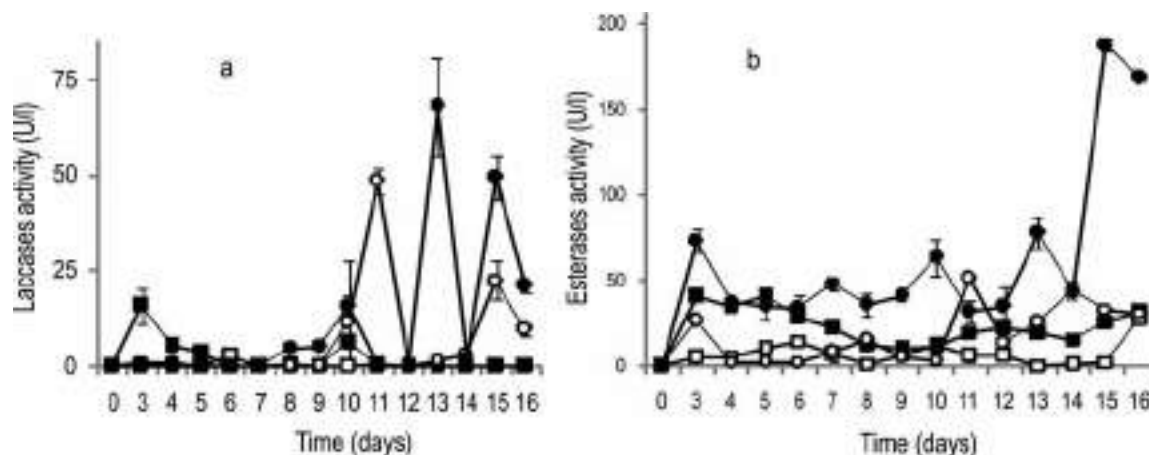 a
Laccases activity (U/l)
75
50
25
0
0 3 4 5 6 7 8 9 10 11 12 13 14 15 16
Time (days)
b
Esterases activity (U/l)
200
150
100
50
0
0 3 4 5 6 7 8 9 10 11 12 13 14 15 16
Time (days)